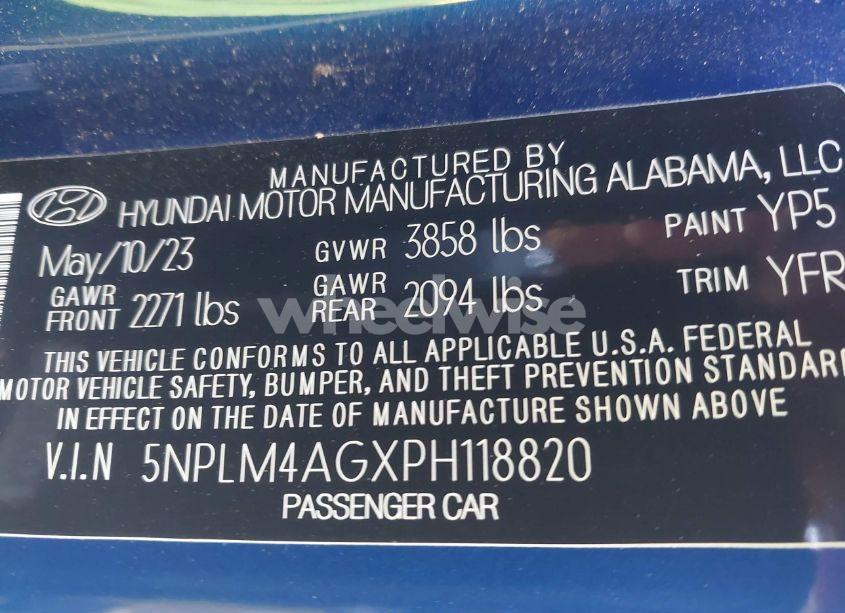 MANUFACTURED BY
HYUNDAI MOTOR MANUFACTURING ALABAMA, LLC
May/10/23 GVWR 3858 lbs PAINT YP5
GAWR FRONT 2271 lbs GAWR REAR 2094 lbs TRIM YFR
wheelwise
THIS VEHICLE CONFORMS TO ALL APPLICABLE U.S.A. FEDERAL
MOTOR VEHICLE SAFETY, BUMPER, AND THEFT PREVENTION STANDARD
IN EFFECT ON THE DATE OF MANUFACTURE SHOWN ABOVE
V.I.N 5NPLM4AGXPH118820
PASSENGER CAR